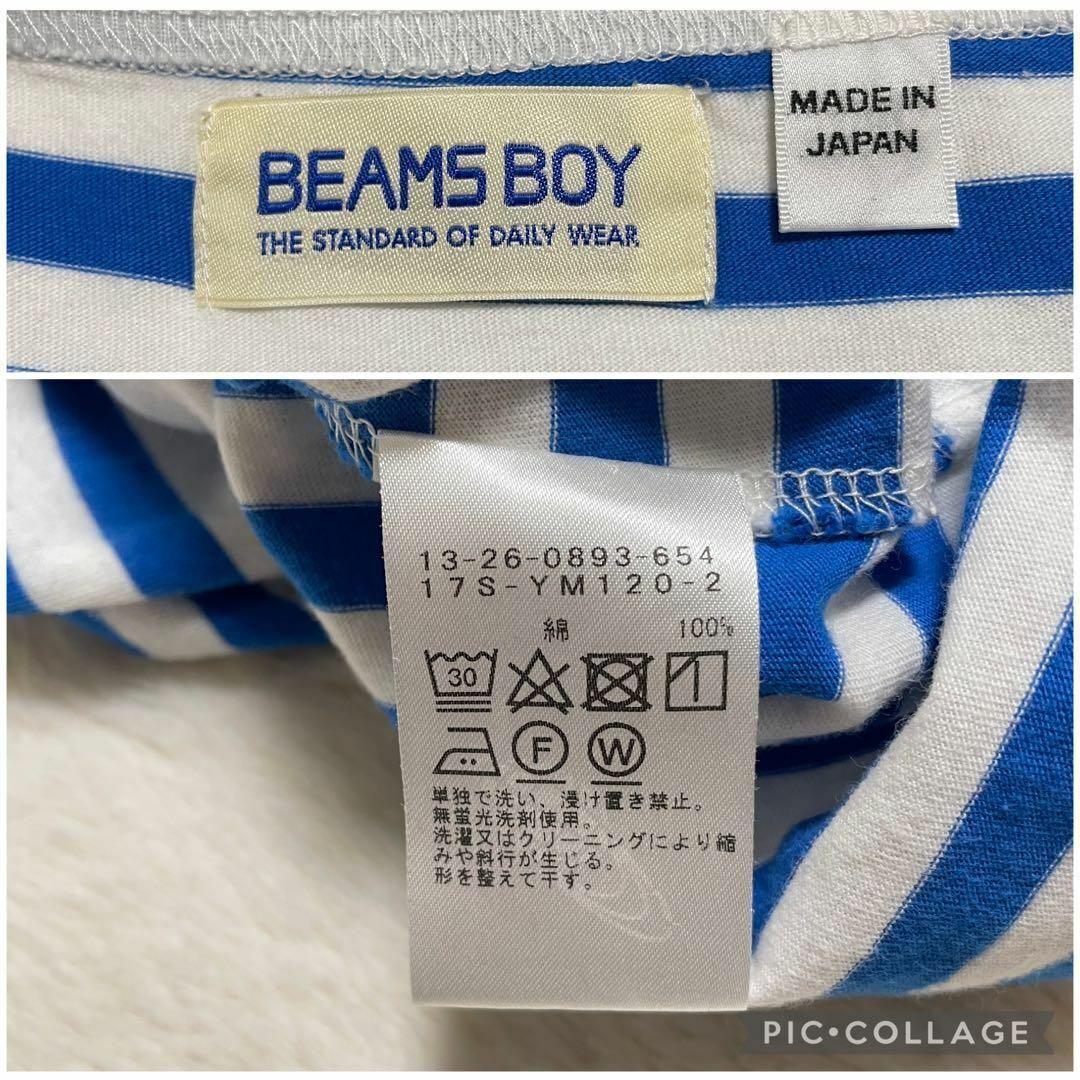 BEAMS BOY
THE STANDARD OF DAILY WEAR
MADE IN
JAPAN
13-26-0893-654
17S-YM120-2
綿 100%
30
F W
単独で洗い、浸け置き禁止。
無蛍光洗剤使用。
洗濯又はクリーニングにより縮
みや斜行が生じる。
形を整えて干す。
PIC•COLLAGE